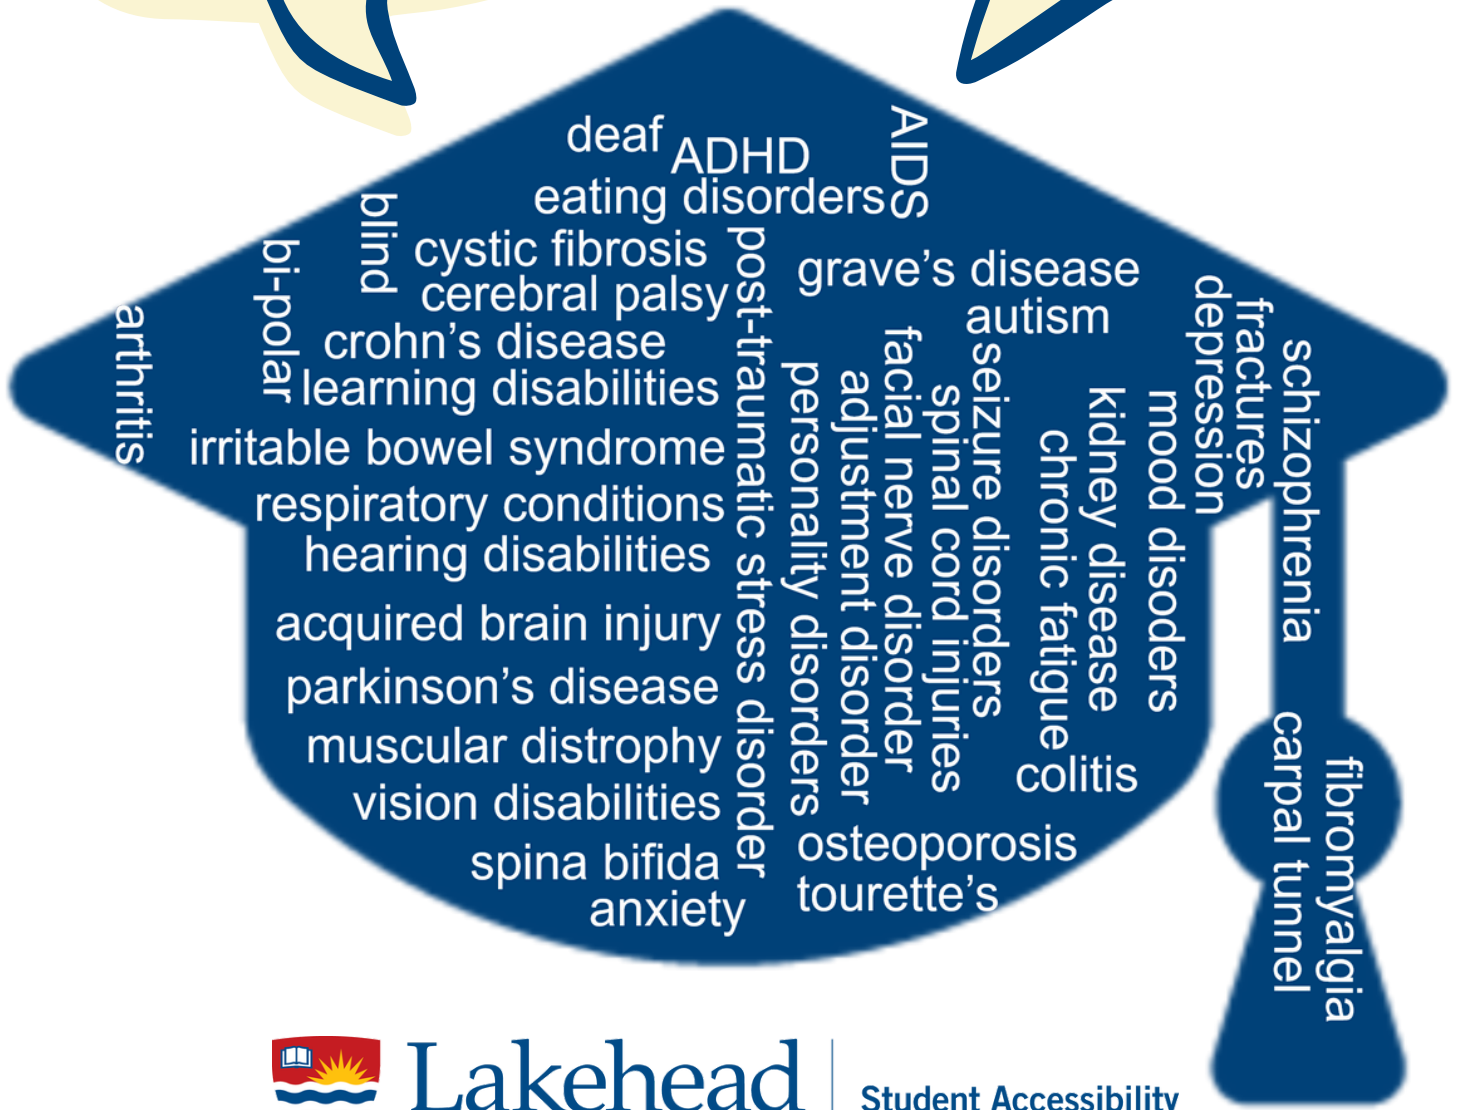 deaf
ADHD
AIDS
eating disorders
blind
cystic fibrosis
bi-polar
cerebral palsy
post-traumatic stress disorder
grave’s disease
autism
arthritis
crohn’s disease
learning disabilities
irritable bowel syndrome
respiratory conditions
hearing disabilities
acquired brain injury
parkinson’s disease
muscular distrophy
vision disabilities
spina bifida
anxiety
personality disorders
adjustment disorder
facial nerve disorder
spinal cord injuries
seizure disorders
chronic fatigue
kidney disease
mood disoders
depression
fractures
schizophrenia
colitis
osteoporosis
tourette’s
carpal tunnel
fibromyalgia
Lakehead
Student Accessibility